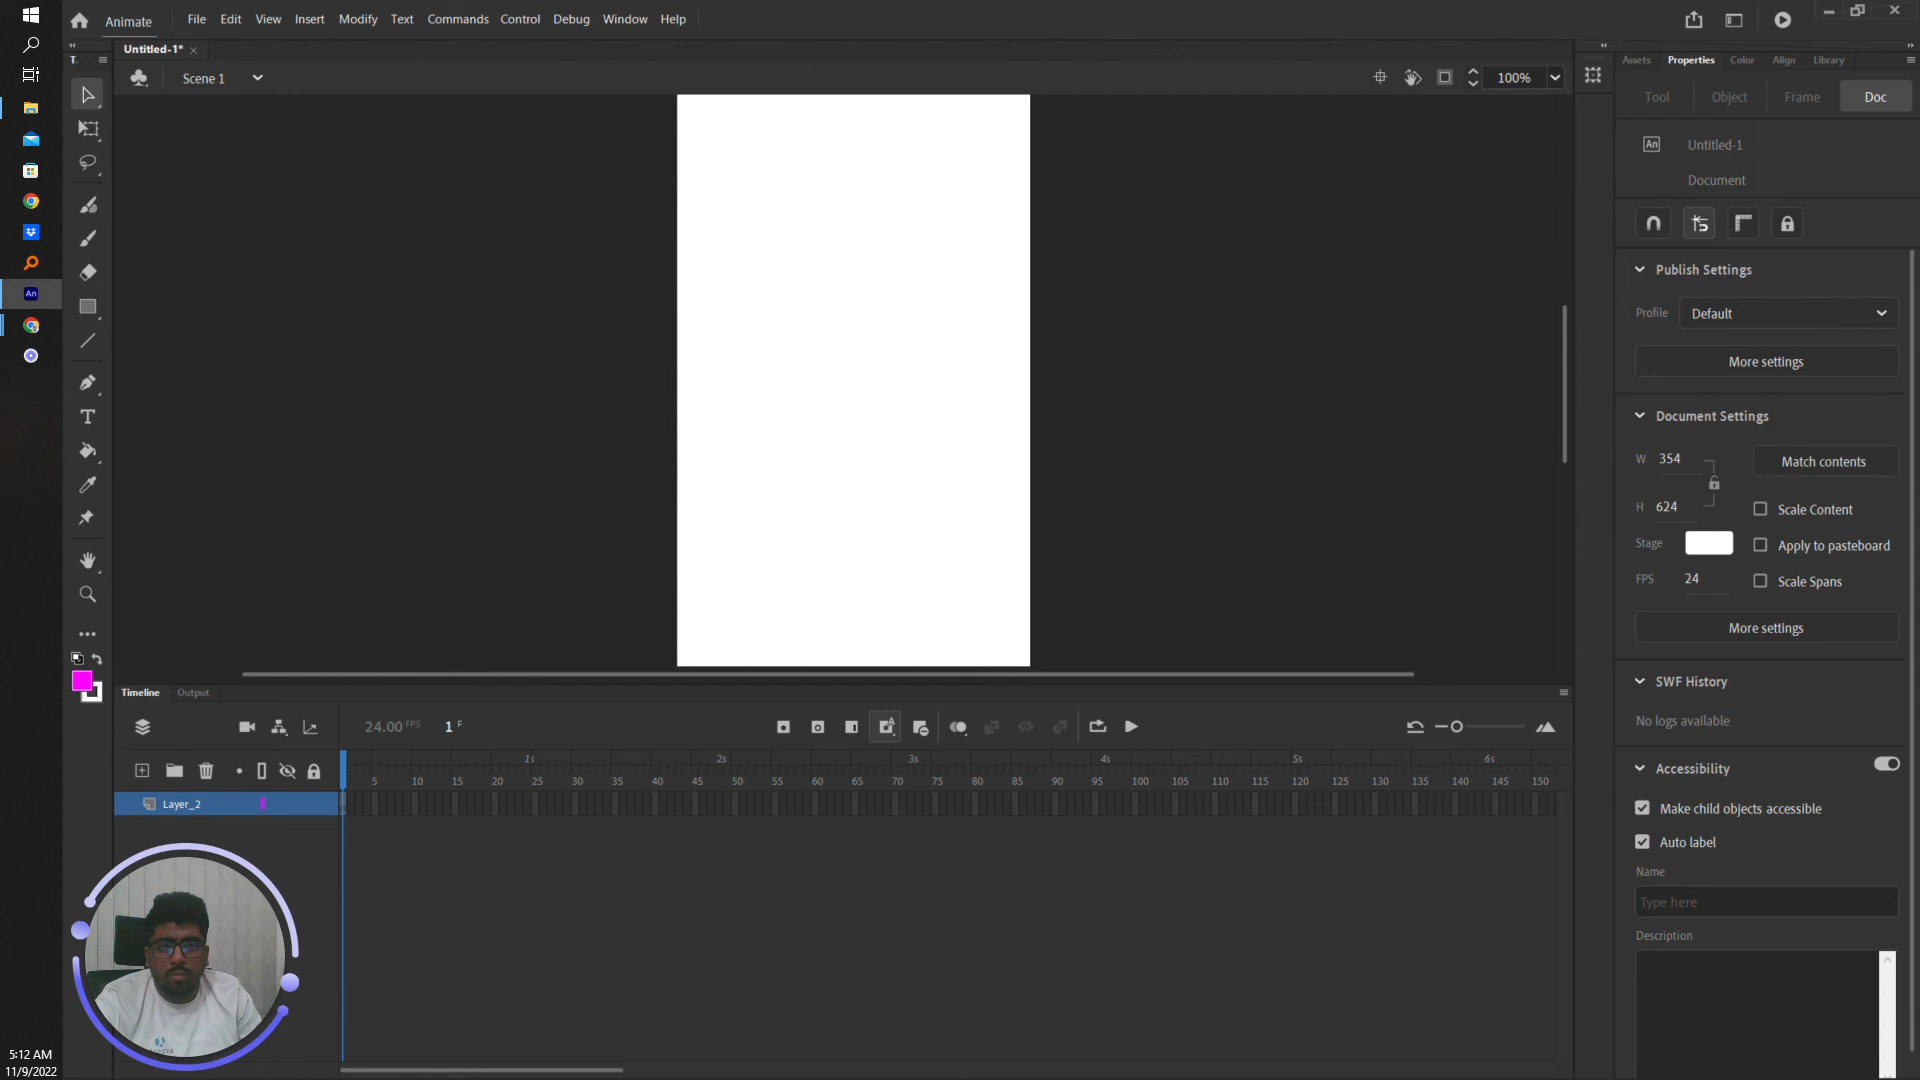 Animate
File Edit View Insert Modify Text Commands Control Debug Window Help
Untitled-1*
Scene 1
100%
T.
Assets Properties Color Align Library
Tool Object Frame Doc
An
Untitled-1
Document
Publish Settings
Profile Default
More settings
Document Settings
W 354
Match contents
H 624
Scale Content
Stage
Apply to pasteboard
FPS 24
Scale Spans
More settings
SWF History
No logs available
Accessibility
Make child objects accessible
Auto label
Name
Type here
Description
An
T
Timeline Output
24.00 FPS 1 F
1s 2s 3s 4s 5s 6s
5 10 15 20 25 30 35 40 45 50 55 60 65 70 75 80 85 90 95 100 105 110 115 120 125 130 135 140 145 150
Layer_2
5:12 AM
11/9/2022